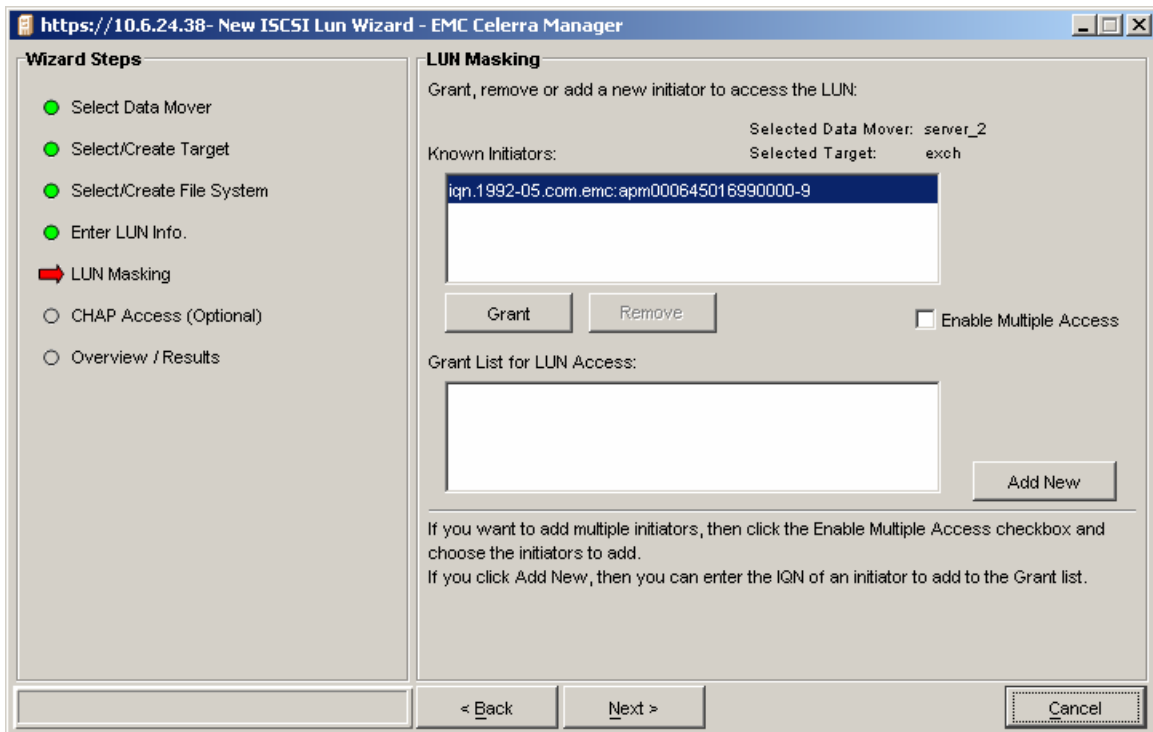 https://10.6.24.38- New ISCSI Lun Wizard - EMC Celerra Manager
Wizard Steps
Select Data Mover
Select/Create Target
Select/Create File System
Enter LUN Info.
LUN Masking
CHAP Access (Optional)
Overview / Results
LUN Masking
Grant, remove or add a new initiator to access the LUN:
Selected Data Mover: server_2
Known Initiators:
Selected Target: exch
iqn.1992-05.com.emc:apm000645016990000-9
Grant
Remove
Enable Multiple Access
Grant List for LUN Access:
Add New
If you want to add multiple initiators, then click the Enable Multiple Access checkbox and
choose the initiators to add.
If you click Add New, then you can enter the IQN of an initiator to add to the Grant list.
< Back
Next >
Cancel